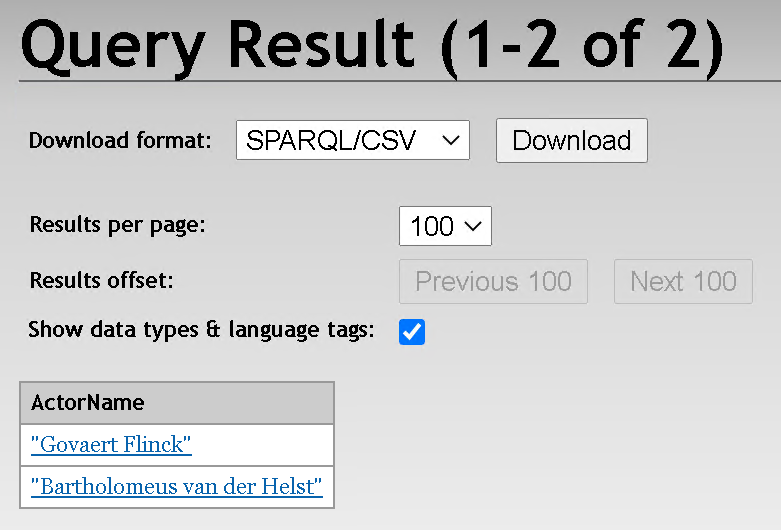 Query Result (1-2 of 2)
Download format: SPARQL/CSV Download
Results per page: 100
Results offset: Previous 100 Next 100
Show data types & language tags:
ActorName
"Govaert Flinck"
"Bartholomeus van der Helst"